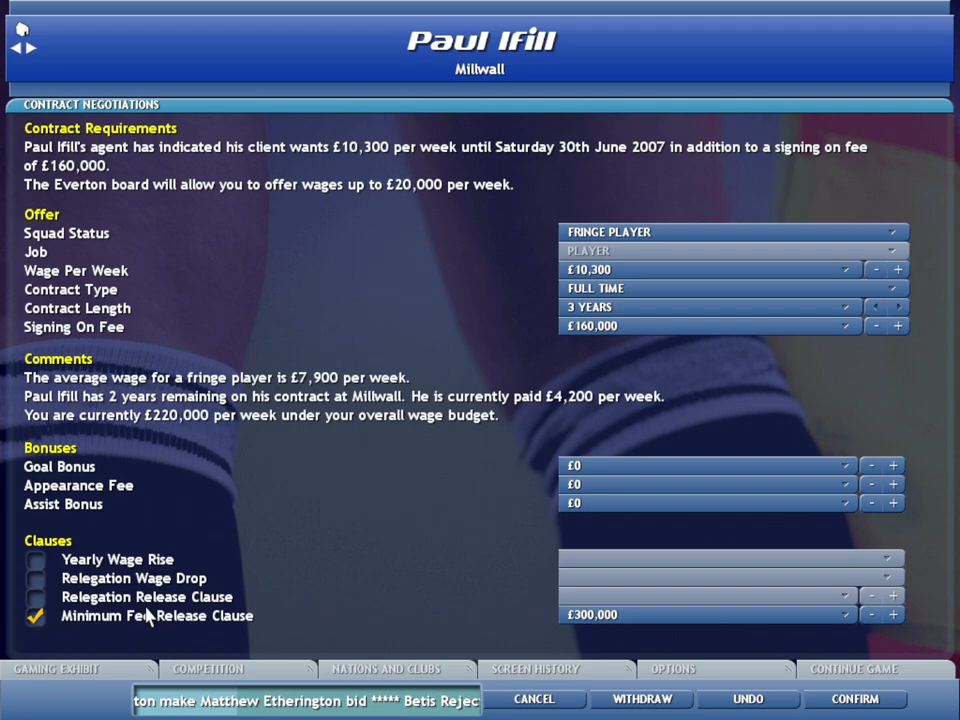 Paul Ifill
Millwall
CONTRACT NEGOTIATIONS
Contract Requirements
Paul Ifill's agent has indicated his client wants £10,300 per week until Saturday 30th June 2007 in addition to a signing on fee
of £160,000.
The Everton board will allow you to offer wages up to £20,000 per week.
Offer
Squad Status FRINGE PLAYER
Job PLAYER
Wage Per Week £10,300 - +
Contract Type FULL TIME
Contract Length 3 YEARS
Signing On Fee £160,000 - +
Comments
The average wage for a fringe player is £7,900 per week.
Paul Ifill has 2 years remaining on his contract at Millwall. He is currently paid £4,200 per week.
You are currently £220,000 per week under your overall wage budget.
Bonuses
Goal Bonus £0 - +
Appearance Fee £0 - +
Assist Bonus £0 - +
Clauses
Yearly Wage Rise
Relegation Wage Drop
Relegation Release Clause - +
Minimum Fee Release Clause £300,000 - +
GAMING EXHIBIT COMPETITION NATIONS AND CLUBS SCREEN HISTORY OPTIONS CONTINUE GAME
ton make Matthew Etherington bid ***** Betis Rejec CANCEL WITHDRAW UNDO CONFIRM